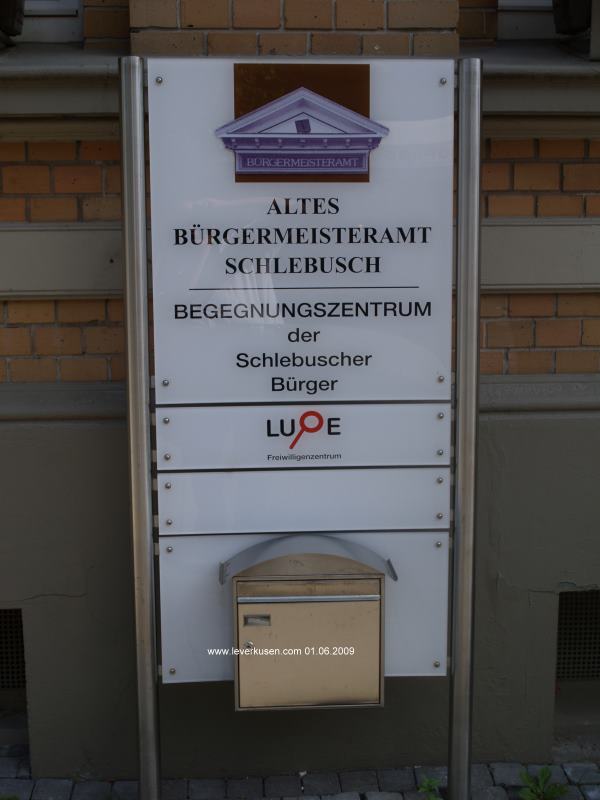 BÜRGERMEISTERAMT
ALTES
BÜRGERMEISTERAMT
SCHLEBUSCH
BEGEGNUNGSZENTRUM
der
Schlebuscher
Bürger
LUPE
Freiwilligenzentrum
www.leverkusen.com 01.06.2009